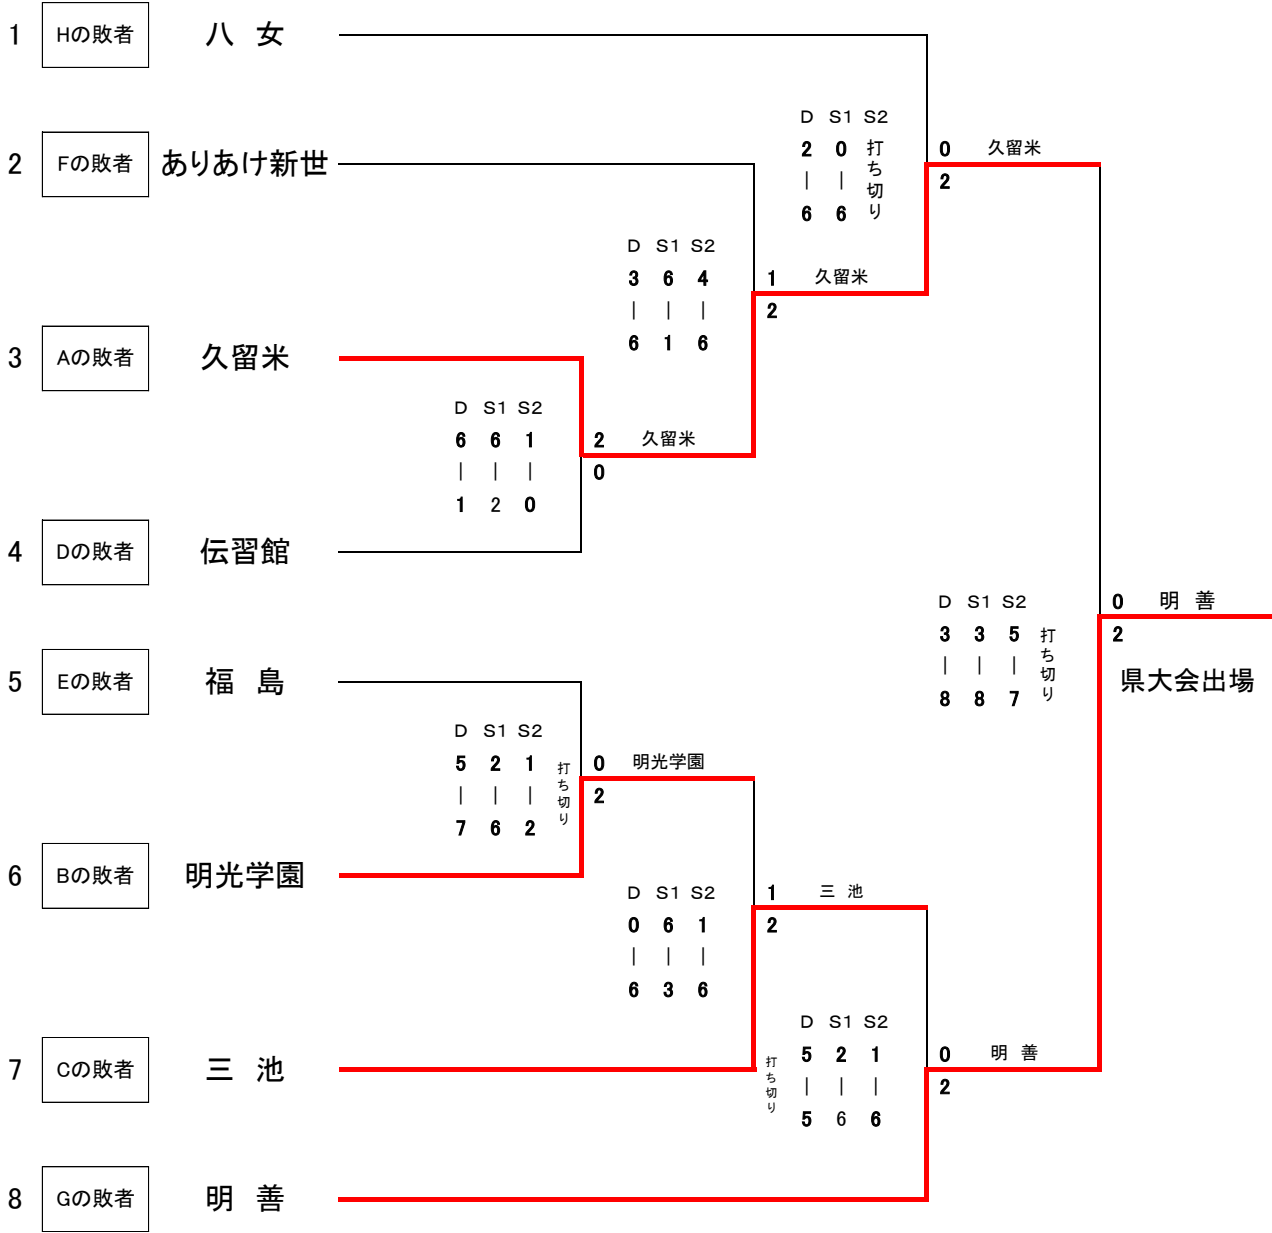 1 Hの敗者 八 女
D S1 S2
2 Fの敗者 ありあけ新世
2 0 打ち切り
| |
6 6
0 久留米
2
D S1 S2
3 6 4
| | |
6 1 6
1 久留米
2
3 Aの敗者 久留米
D S1 S2
6 6 1
| | |
1 2 0
2 久留米
0
4 Dの敗者 伝習館
D S1 S2
3 3 5 打ち切り
| | |
8 8 7
0 明 善
2
県大会出場
5 Eの敗者 福 島
D S1 S2
5 2 1 打ち切り
| | |
7 6 2
0 明光学園
2
6 Bの敗者 明光学園
D S1 S2
0 6 1
| | |
6 3 6
1 三 池
2
7 Cの敗者 三 池
D S1 S2
打ち切り 5 2 1
| | |
5 6 6
0 明 善
2
8 Gの敗者 明 善